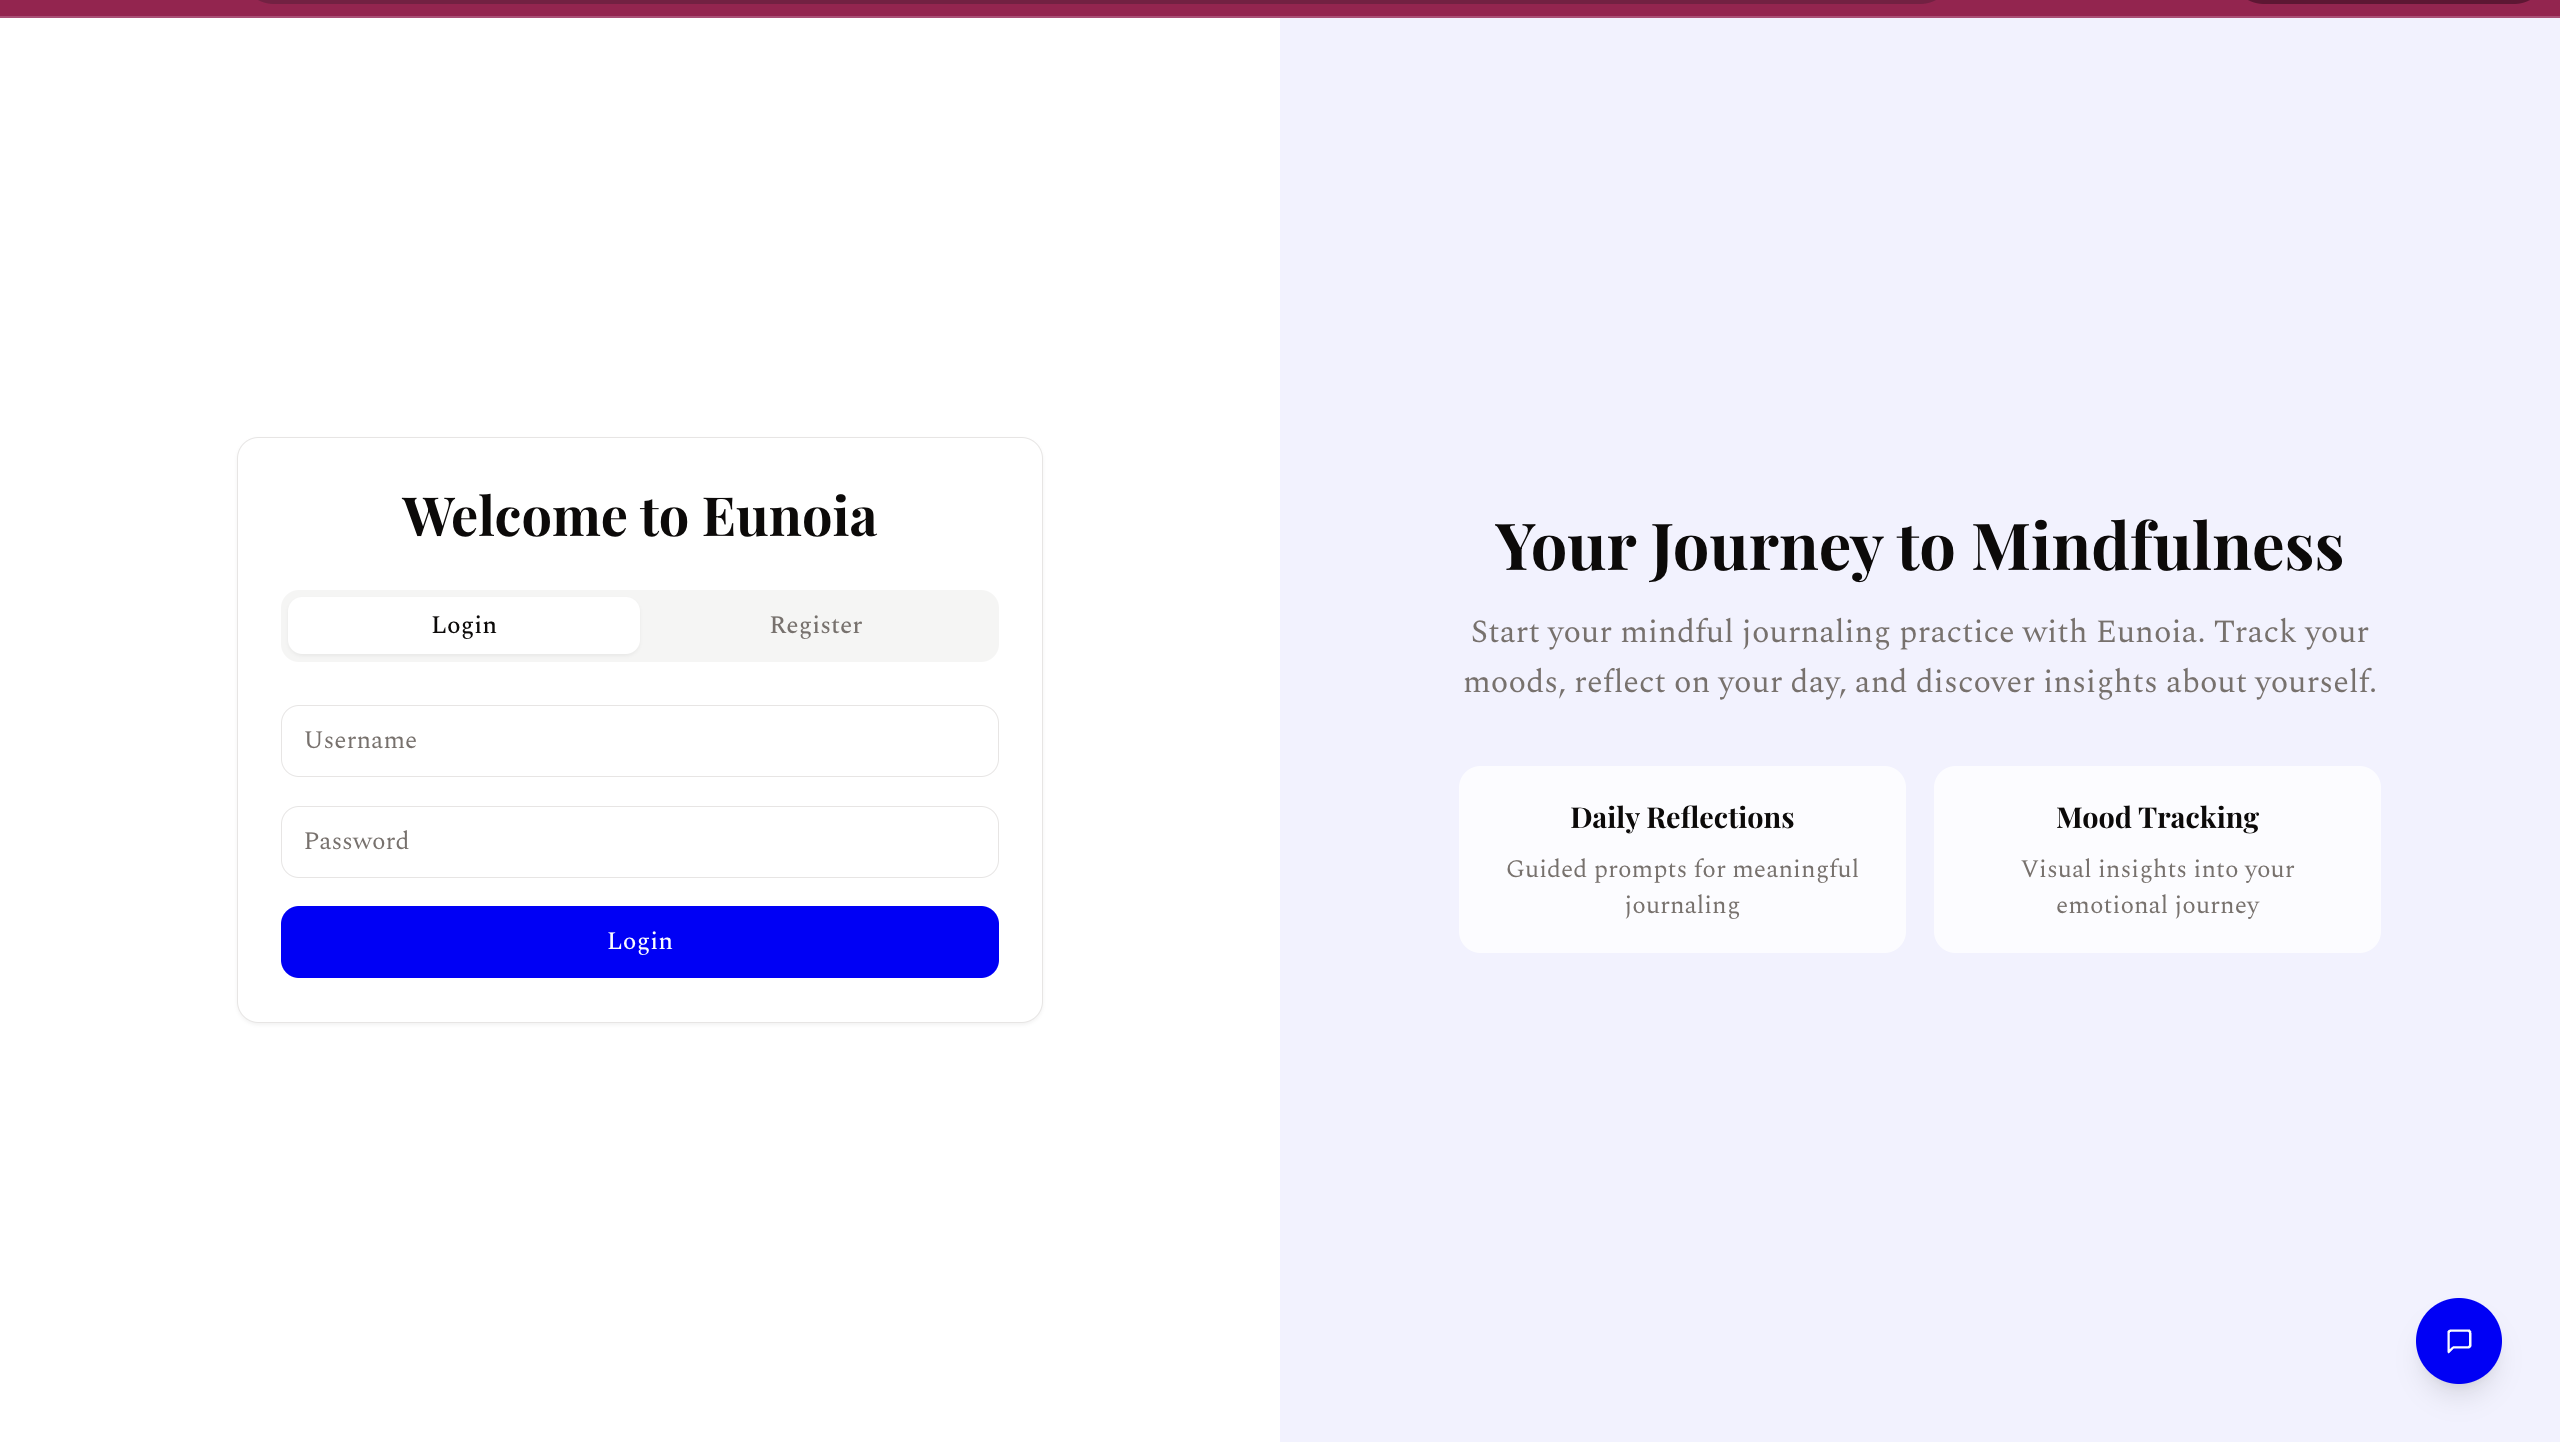 Welcome to Eunoia
Login
Register
Username
Password
Login
Your Journey to Mindfulness
Start your mindful journaling practice with Eunoia. Track your
moods, reflect on your day, and discover insights about yourself.
Daily Reflections
Guided prompts for meaningful
journaling
Mood Tracking
Visual insights into your
emotional journey